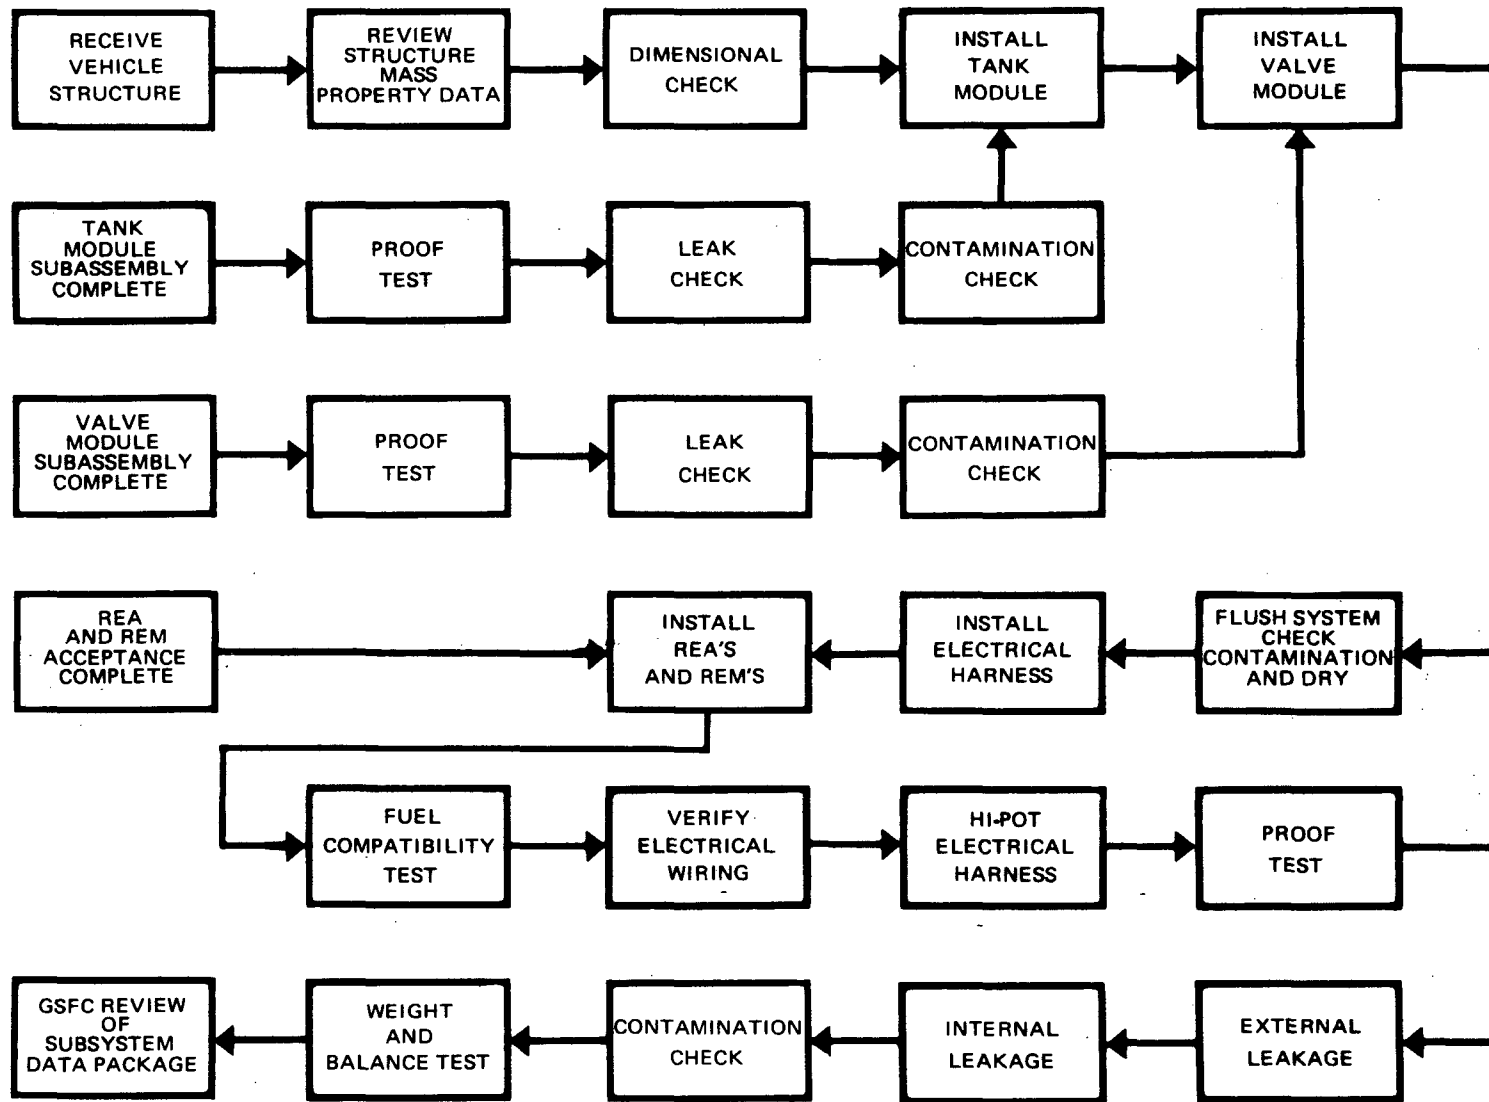 RECEIVE
VEHICLE
STRUCTURE
REVIEW
STRUCTURE
MASS
PROPERTY DATA
DIMENSIONAL
CHECK
INSTALL
TANK
MODULE
INSTALL
VALVE
MODULE
TANK
MODULE
SUBASSEMBLY
COMPLETE
PROOF
TEST
LEAK
CHECK
CONTAMINATION
CHECK
VALVE
MODULE
SUBASSEMBLY
COMPLETE
PROOF
TEST
LEAK
CHECK
CONTAMINATION
CHECK
REA
AND REM
ACCEPTANCE
COMPLETE
INSTALL
REA'S
AND REM'S
INSTALL
ELECTRICAL
HARNESS
FLUSH SYSTEM
CHECK
CONTAMINATION
AND DRY
FUEL
COMPATIBILITY
TEST
VERIFY
ELECTRICAL
WIRING
HI-POT
ELECTRICAL
HARNESS
PROOF
TEST
GSFC REVIEW
OF
SUBSYSTEM
DATA PACKAGE
WEIGHT
AND
BALANCE TEST
CONTAMINATION
CHECK
INTERNAL
LEAKAGE
EXTERNAL
LEAKAGE